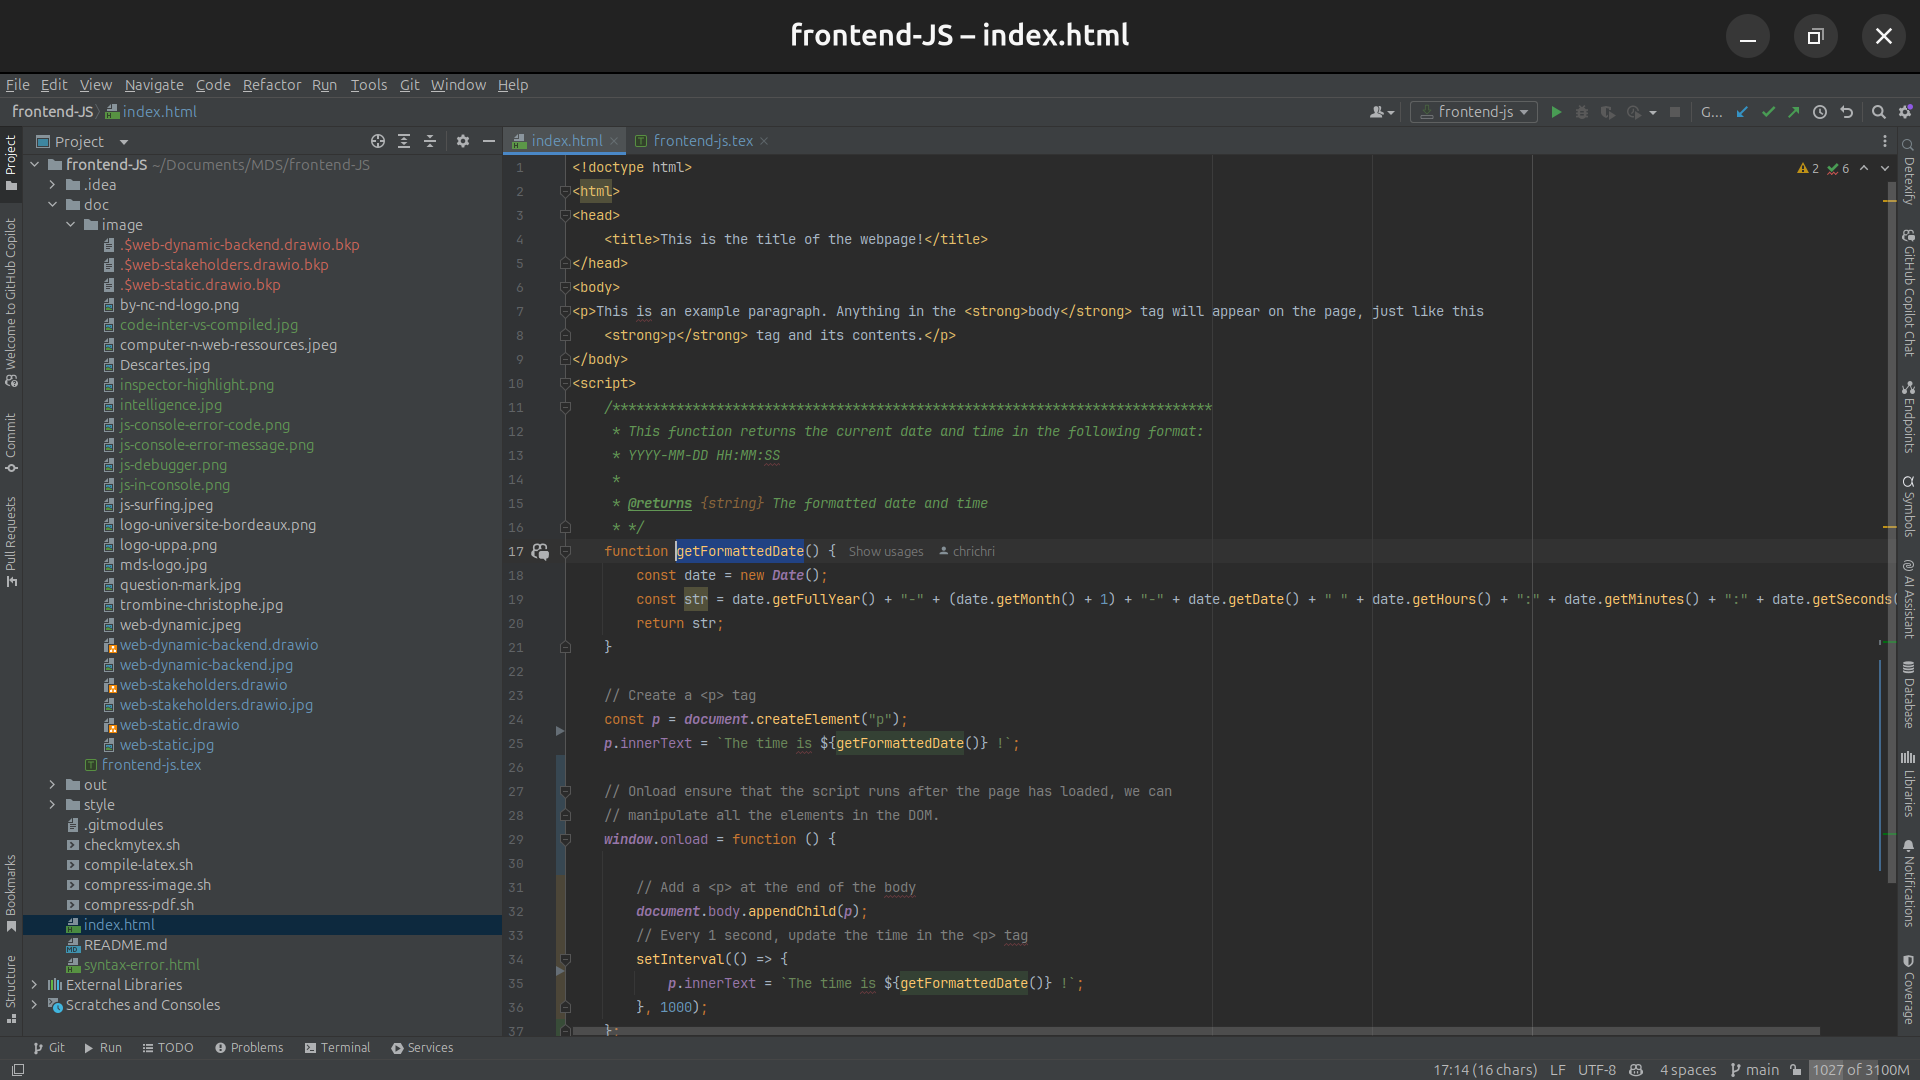 frontend-JS – index.html
File Edit View Navigate Code Refactor Run Tools Git Window Help
frontend-JS index.html
frontend-js
G...
Project
index.html
frontend-js.tex
Project
Welcome to GitHub Copilot
Commit
Pull Requests
Bookmarks
Structure
frontend-JS ~/Documents/MDS/frontend-JS
.idea
doc
image
.$web-dynamic-backend.drawio.bkp
.$web-stakeholders.drawio.bkp
.$web-static.drawio.bkp
by-nc-nd-logo.png
code-inter-vs-compiled.jpg
computer-n-web-ressources.jpeg
Descartes.jpg
inspector-highlight.png
intelligence.jpg
js-console-error-code.png
js-console-error-message.png
js-debugger.png
js-in-console.png
js-surfing.jpeg
logo-universite-bordeaux.png
logo-uppa.png
mds-logo.jpg
question-mark.jpg
trombine-christophe.jpg
web-dynamic.jpeg
web-dynamic-backend.drawio
web-dynamic-backend.jpg
web-stakeholders.drawio
web-stakeholders.drawio.jpg
web-static.drawio
web-static.jpg
frontend-js.tex
out
style
.gitmodules
checkmytex.sh
compile-latex.sh
compress-image.sh
compress-pdf.sh
index.html
README.md
syntax-error.html
External Libraries
Scratches and Consoles
2 6
1 <!doctype html>
2 <html>
3 <head>
4 <title>This is the title of the webpage!</title>
5 </head>
6 <body>
7 <p>This is an example paragraph. Anything in the <strong>body</strong> tag will appear on the page, just like this
8 <strong>p</strong> tag and its contents.</p>
9 </body>
10 <script>
11 /***************************************************************************
12 * This function returns the current date and time in the following format:
13 * YYYY-MM-DD HH:MM:SS
14 *
15 * @returns {string} The formatted date and time
16 * */
17 function getFormattedDate() { Show usages chrichri
18 const date = new Date();
19 const str = date.getFullYear() + "-" + (date.getMonth() + 1) + "-" + date.getDate() + " " + date.getHours() + ":" + date.getMinutes() + ":" + date.getSeconds(
20 return str;
21 }
22
23 // Create a <p> tag
24 const p = document.createElement("p");
25 p.innerText = `The time is ${getFormattedDate()} !`;
26
27 // Onload ensure that the script runs after the page has loaded, we can
28 // manipulate all the elements in the DOM.
29 window.onload = function () {
30
31 // Add a <p> at the end of the body
32 document.body.appendChild(p);
33 // Every 1 second, update the time in the <p> tag
34 setInterval(() => {
35 p.innerText = `The time is ${getFormattedDate()} !`;
36 }, 1000);
37 };
Detexify
GitHub Copilot Chat
Endpoints
Symbols
AI Assistant
Database
Libraries
Notifications
Coverage
Git Run TODO Problems Terminal Services
17:14 (16 chars) LF UTF-8 4 spaces main 1027 of 3100M